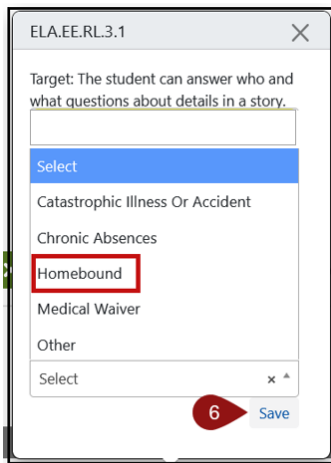 ELA.EE.RL.3.1
Target: The student can answer who and
what questions about details in a story.
Select
Catastrophic Illness Or Accident
Chronic Absences
Homebound
Medical Waiver
Other
Select
6 Save